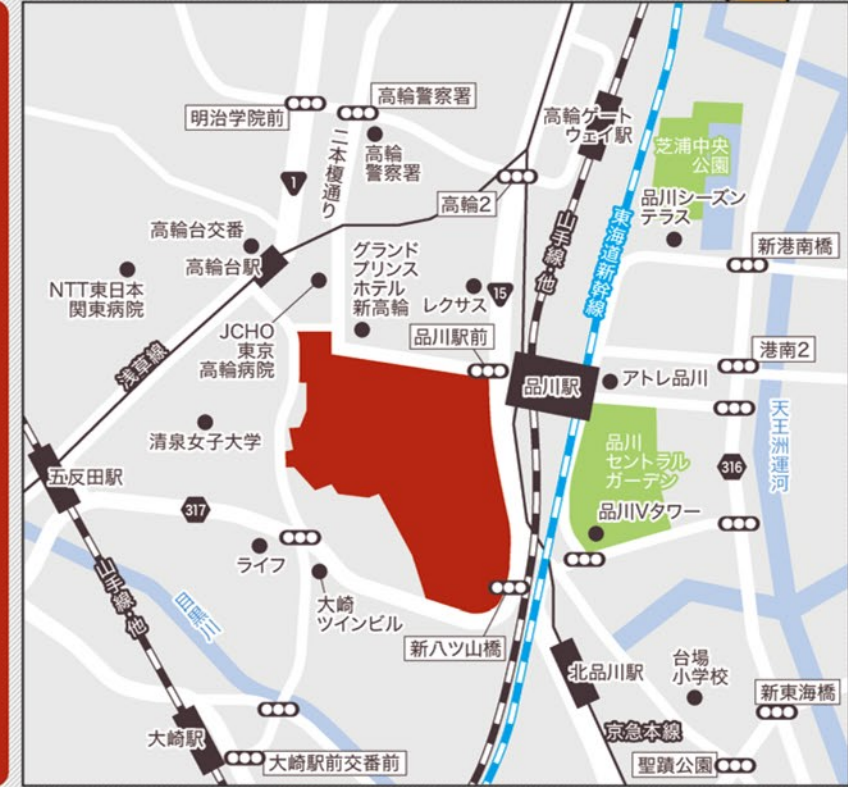 高輪警察署
明治学院前
高輪ゲート
ウェイ駅
二本榎通り
高輪
警察署
芝浦中央
公園
1
高輪2
品川シーズン
テラス
山手線・他
東海道新幹線
高輪台交番
高輪台駅
グランド
プリンス
ホテル
新高輪
新港南橋
NTT東日本
関東病院
レクサス
15
JCHO
東京
高輪病院
品川駅前
港南2
浅草線
品川駅
アトレ品川
清泉女子大学
品川
セントラル
ガーデン
天王洲運河
316
五反田駅
317
品川Vタワー
ライフ
山手線・他
目黒川
大崎
ツインビル
新八ツ山橋
北品川駅
台場
小学校
新東海橋
大崎駅
京急本線
大崎駅前交番前
聖蹟公園